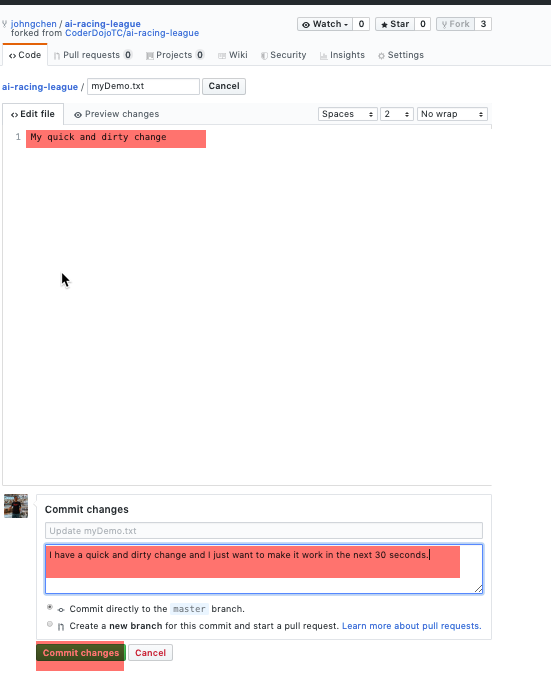 johngchen / ai-racing-league
forked from CoderDojoTC/ai-racing-league
Watch 0 Star 0 Fork 3
Code Pull requests 0 Projects 0 Wiki Security Insights Settings
ai-racing-league / myDemo.txt Cancel
Edit file Preview changes Spaces 2 No wrap
1 My quick and dirty change
Commit changes
Update myDemo.txt
I have a quick and dirty change and I just want to make it work in the next 30 seconds.
Commit directly to the master branch.
Create a new branch for this commit and start a pull request. Learn more about pull requests.
Commit changes Cancel